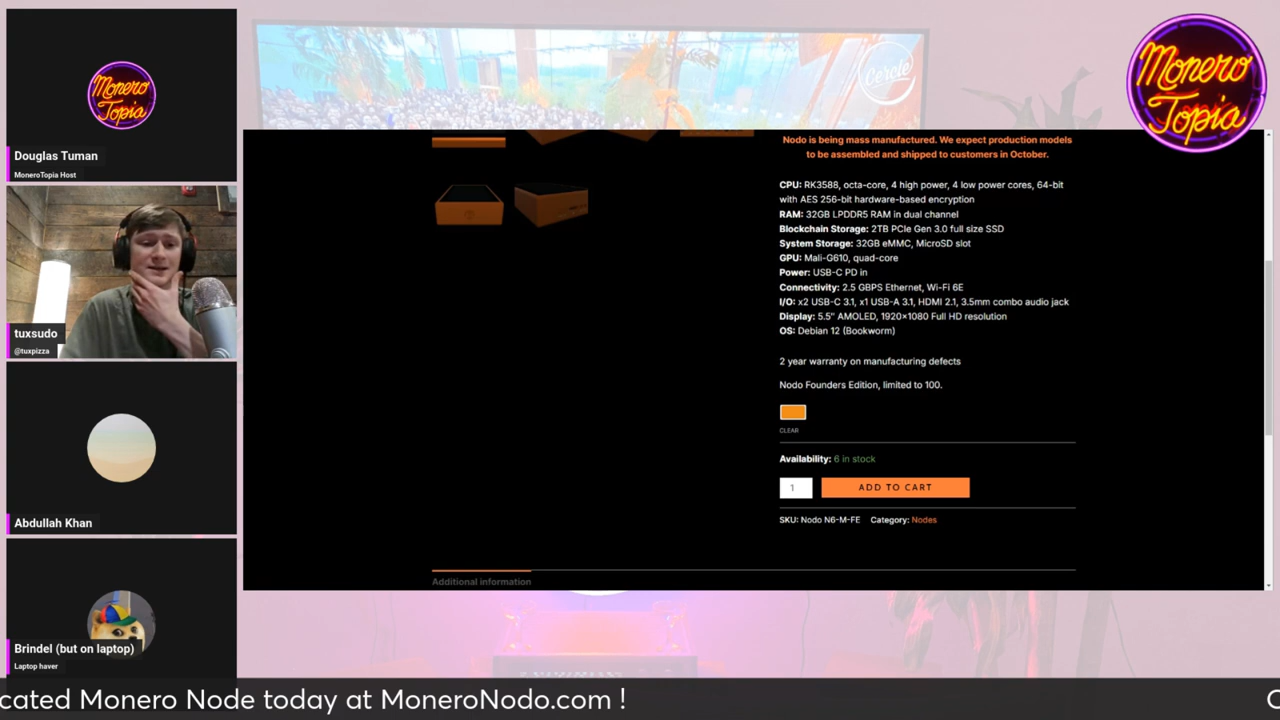 Monero
Topia
Douglas Tuman
MoneroTopia Host
tuxsudo
@tuxpizza
Abdullah Khan
Brindel (but on laptop)
Laptop haver
Cercle
Monero
Topia
Nodo is being mass manufactured. We expect production models
to be assembled and shipped to customers in October.
CPU: RK3588, octa-core, 4 high power, 4 low power cores, 64-bit
with AES 256-bit hardware-based encryption
RAM: 32GB LPDDR5 RAM in dual channel
Blockchain Storage: 2TB PCIe Gen 3.0 full size SSD
System Storage: 32GB eMMC, MicroSD slot
GPU: Mali-G610, quad-core
Power: USB-C PD in
Connectivity: 2.5 GBPS Ethernet, Wi-Fi 6E
I/O: x2 USB-C 3.1, x1 USB-A 3.1, HDMI 2.1, 3.5mm combo audio jack
Display: 5.5" AMOLED, 1920×1080 Full HD resolution
OS: Debian 12 (Bookworm)
2 year warranty on manufacturing defects
Nodo Founders Edition, limited to 100.
CLEAR
Availability: 6 in stock
1
ADD TO CART
SKU: Nodo N6-M-FE Category: Nodes
Additional information
cated Monero Node today at MoneroNodo.com !